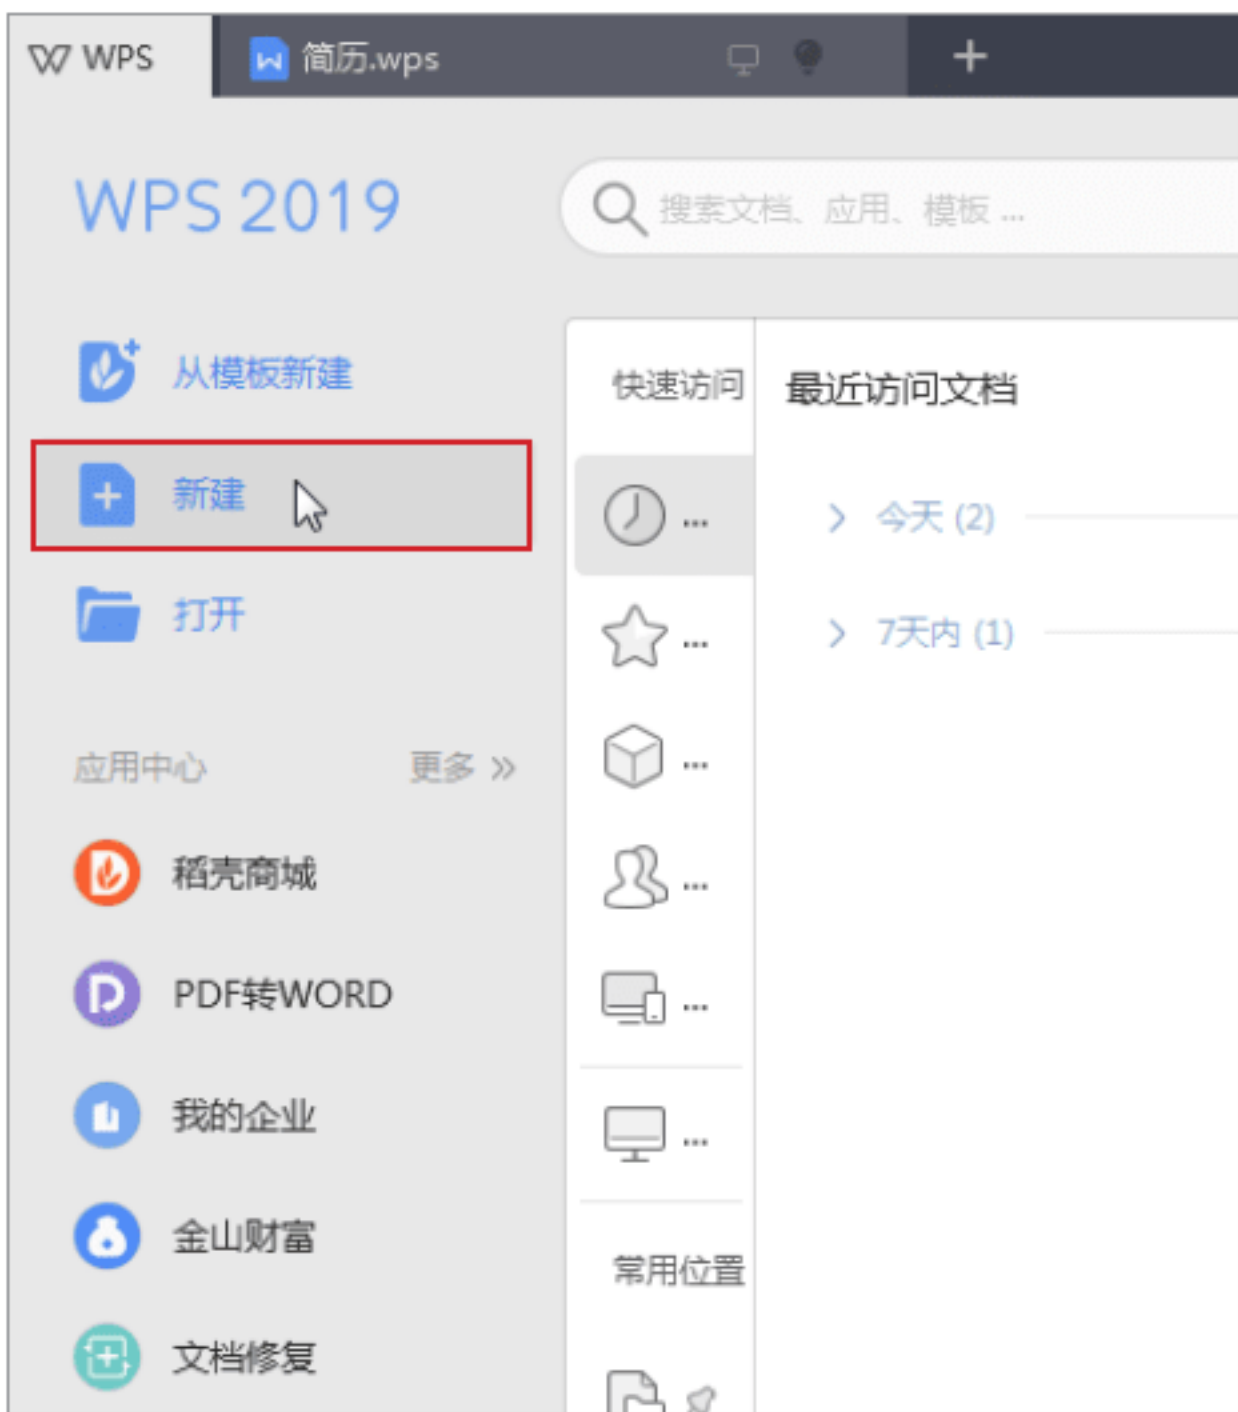 WPS
简历.wps
WPS 2019
搜索文档、应用、模板 ...
从模板新建
新建
打开
应用中心
更多 »
稻壳商城
PDF转WORD
我的企业
金山财富
文档修复
快速访问
...
...
...
...
...
...
常用位置
最近访问文档
今天 (2)
7天内 (1)